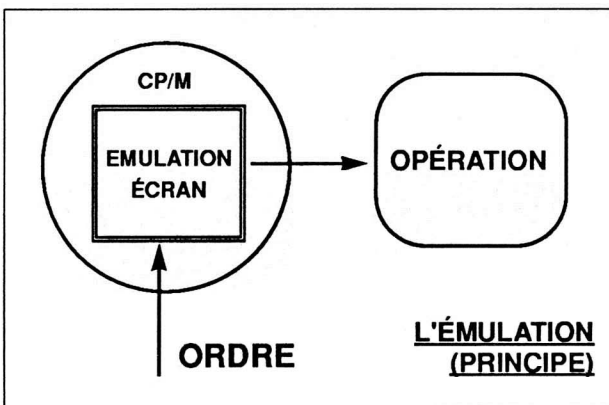 CP/M
EMULATION
ÉCRAN
OPÉRATION
ORDRE
L'ÉMULATION
(PRINCIPE)